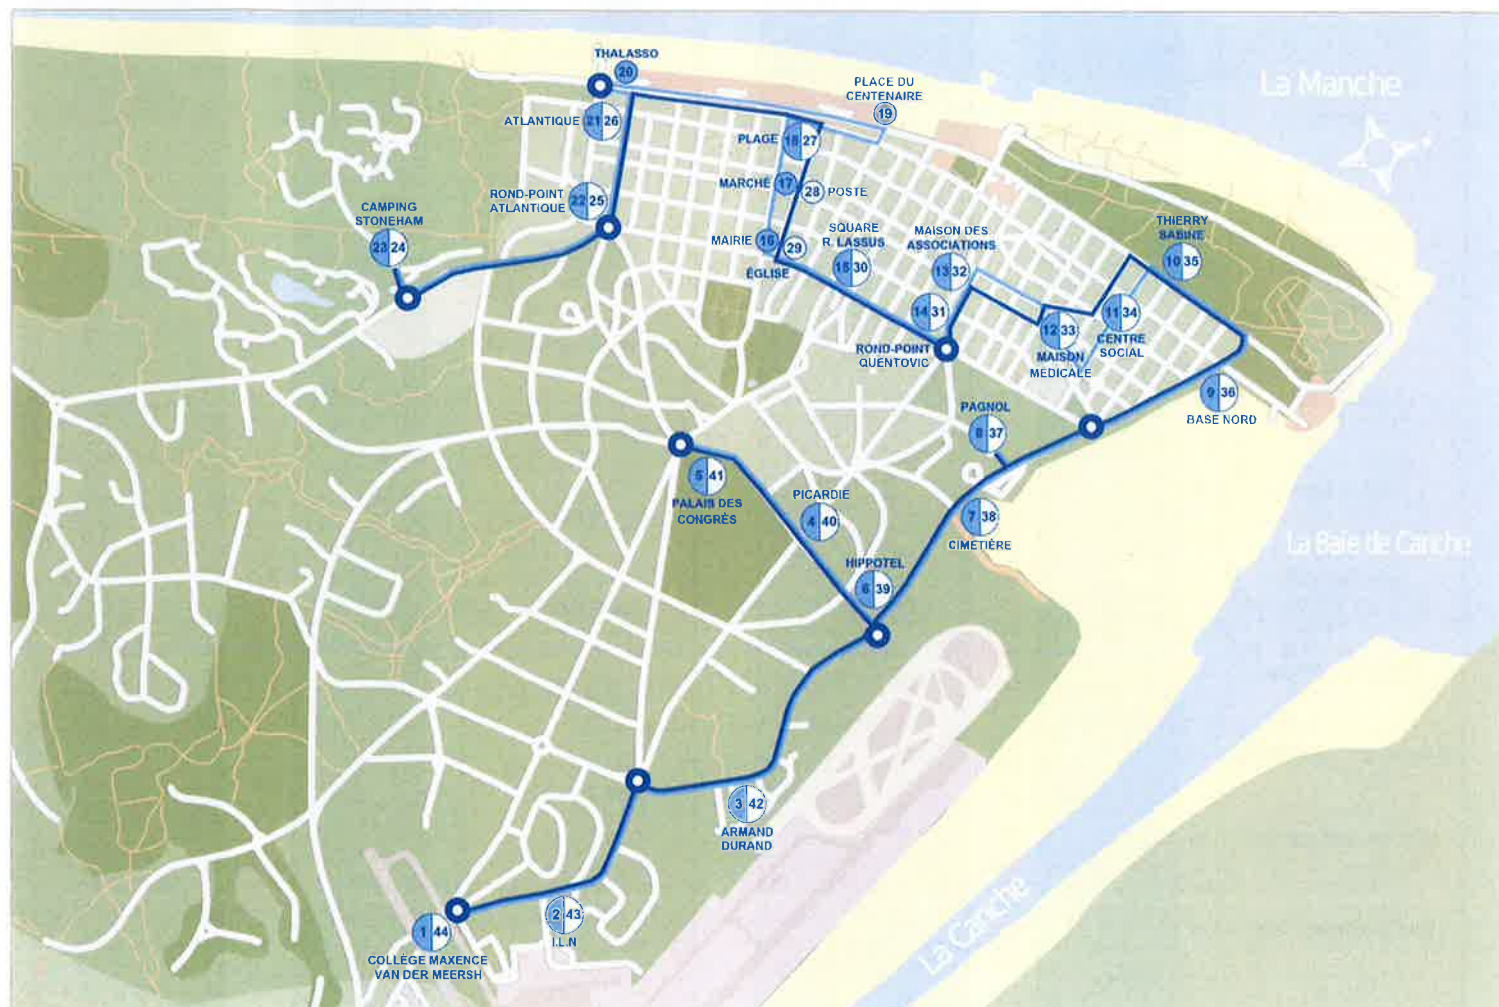 THALASSO
20
PLACE DU
CENTENAIRE
19
La Manche
ATLANTIQUE
21 26
PLAGE
18 27
MARCHÉ
17
28
POSTE
ROND-POINT
ATLANTIQUE
22 25
CAMPING
STONEHAM
23 24
MAIRIE
16
29
ÉGLISE
SQUARE
R. LASSUS
15 30
MAISON DES
ASSOCIATIONS
13 32
THIERRY
SABINE
10 35
14 31
ROND-POINT
QUENTOVIC
12 33
MAISON
MÉDICALE
11 34
CENTRE
SOCIAL
9 36
BASE NORD
PAGNOL
8 37
5 41
PALAIS DES
CONGRÈS
PICARDIE
4 40
7 38
CIMETIÈRE
La Baie de Canche
HIPPOTEL
6 39
3 42
ARMAND
DURAND
La Canche
2 43
I.L.N
1 44
COLLÈGE MAXENCE
VAN DER MEERSH